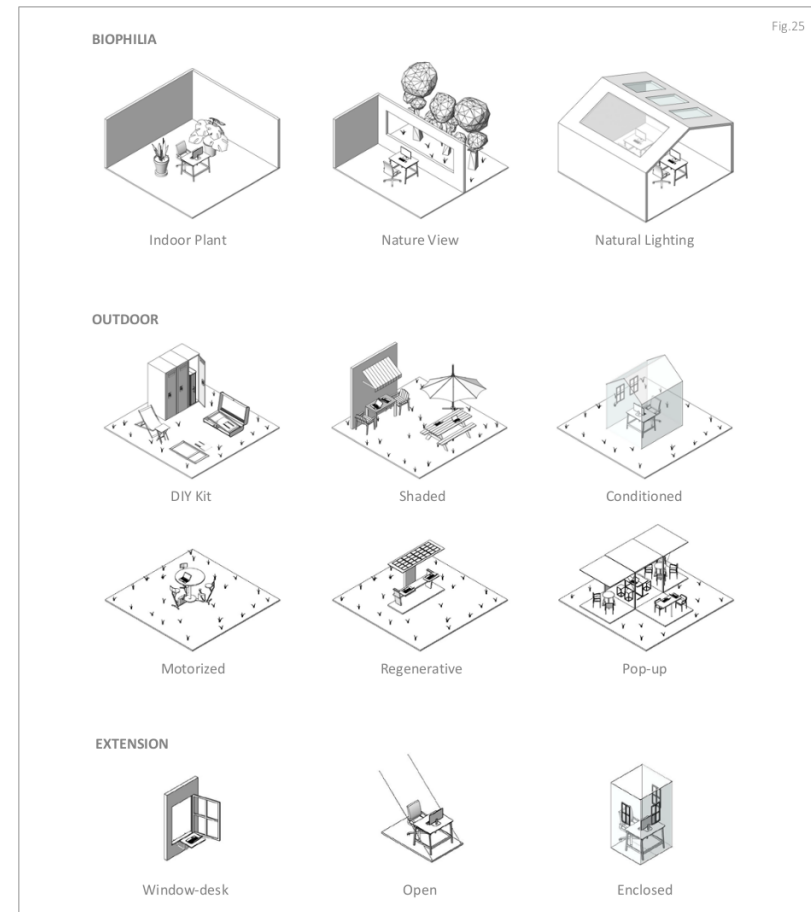 Fig.25
BIOPHILIA
Indoor Plant
Nature View
Natural Lighting
OUTDOOR
DIY Kit
Shaded
Conditioned
Motorized
Regenerative
Pop-up
EXTENSION
Window-desk
Open
Enclosed